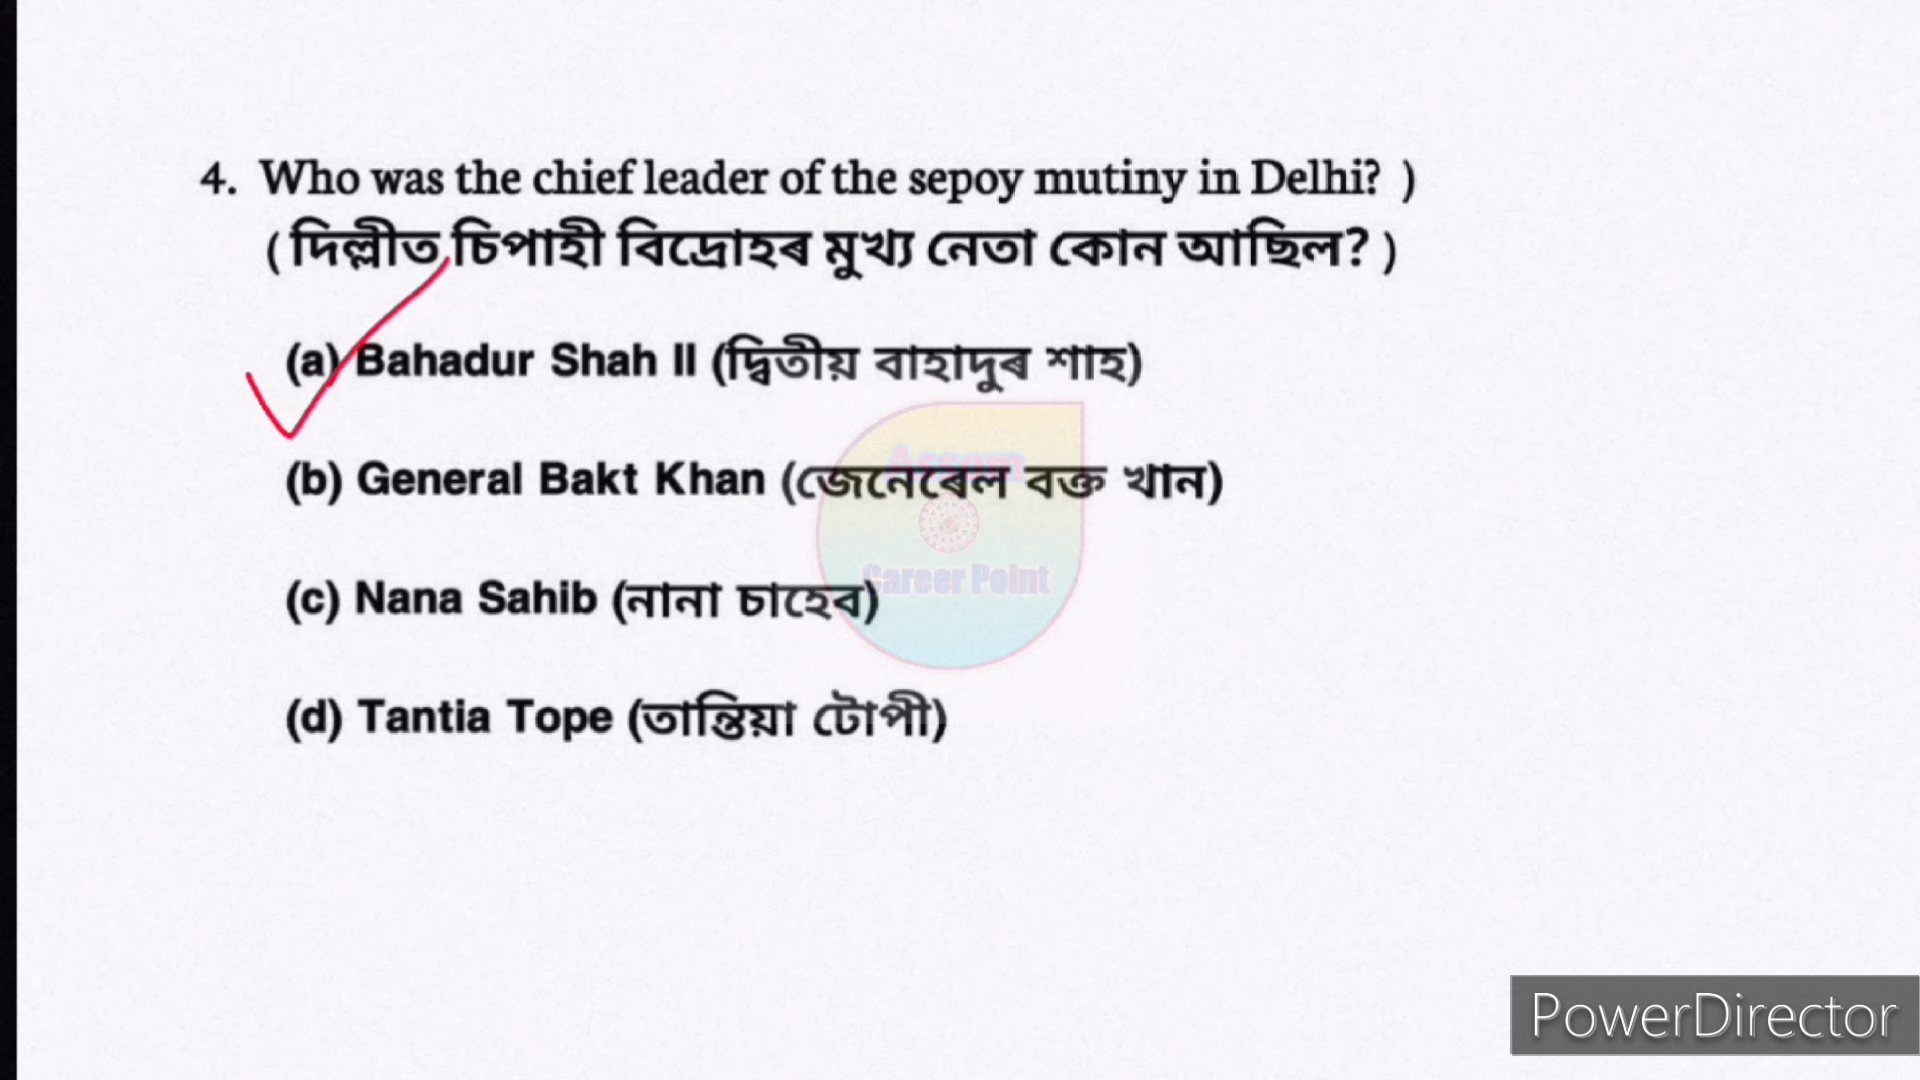 4. Who was the chief leader of the sepoy mutiny in Delhi? )
( দিল্লীত চিপাহী বিদ্ৰোহৰ মুখ্য নেতা কোন আছিল? )
(a) Bahadur Shah II (দ্বিতীয় বাহাদুৰ শাহ)
(b) General Bakt Khan (জেনেৰেল বক্ত খান)
Assam
Career Point
(c) Nana Sahib (নানা চাহেব)
(d) Tantia Tope (তান্তিয়া টোপী)
PowerDirector